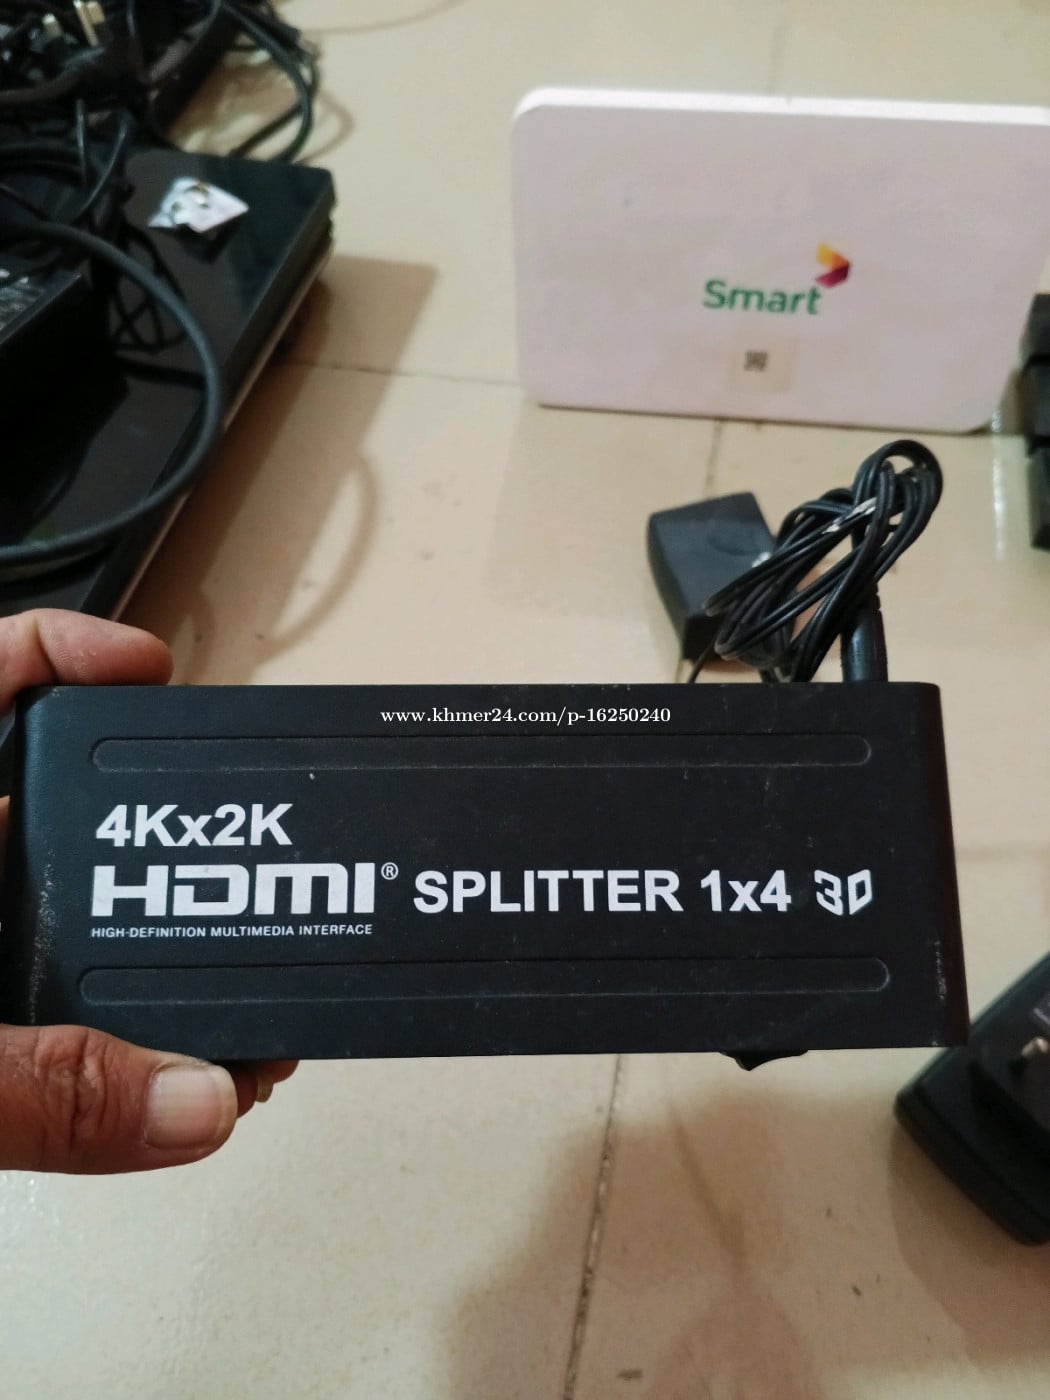 Smart
www.khmer24.com/p-16250240
4Kx2K
HDMI® SPLITTER 1x4 3D
HIGH-DEFINITION MULTIMEDIA INTERFACE